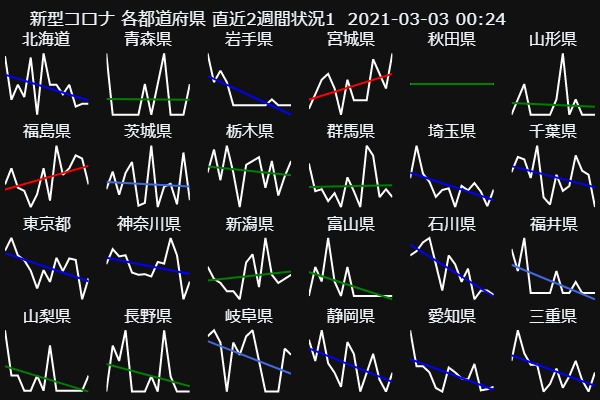 新型コロナ 各都道府県 直近2週間状況1 2021-03-03 00:24
北海道 青森県 岩手県 宮城県 秋田県 山形県
福島県 茨城県 栃木県 群馬県 埼玉県 千葉県
東京都 神奈川県 新潟県 富山県 石川県 福井県
山梨県 長野県 岐阜県 静岡県 愛知県 三重県